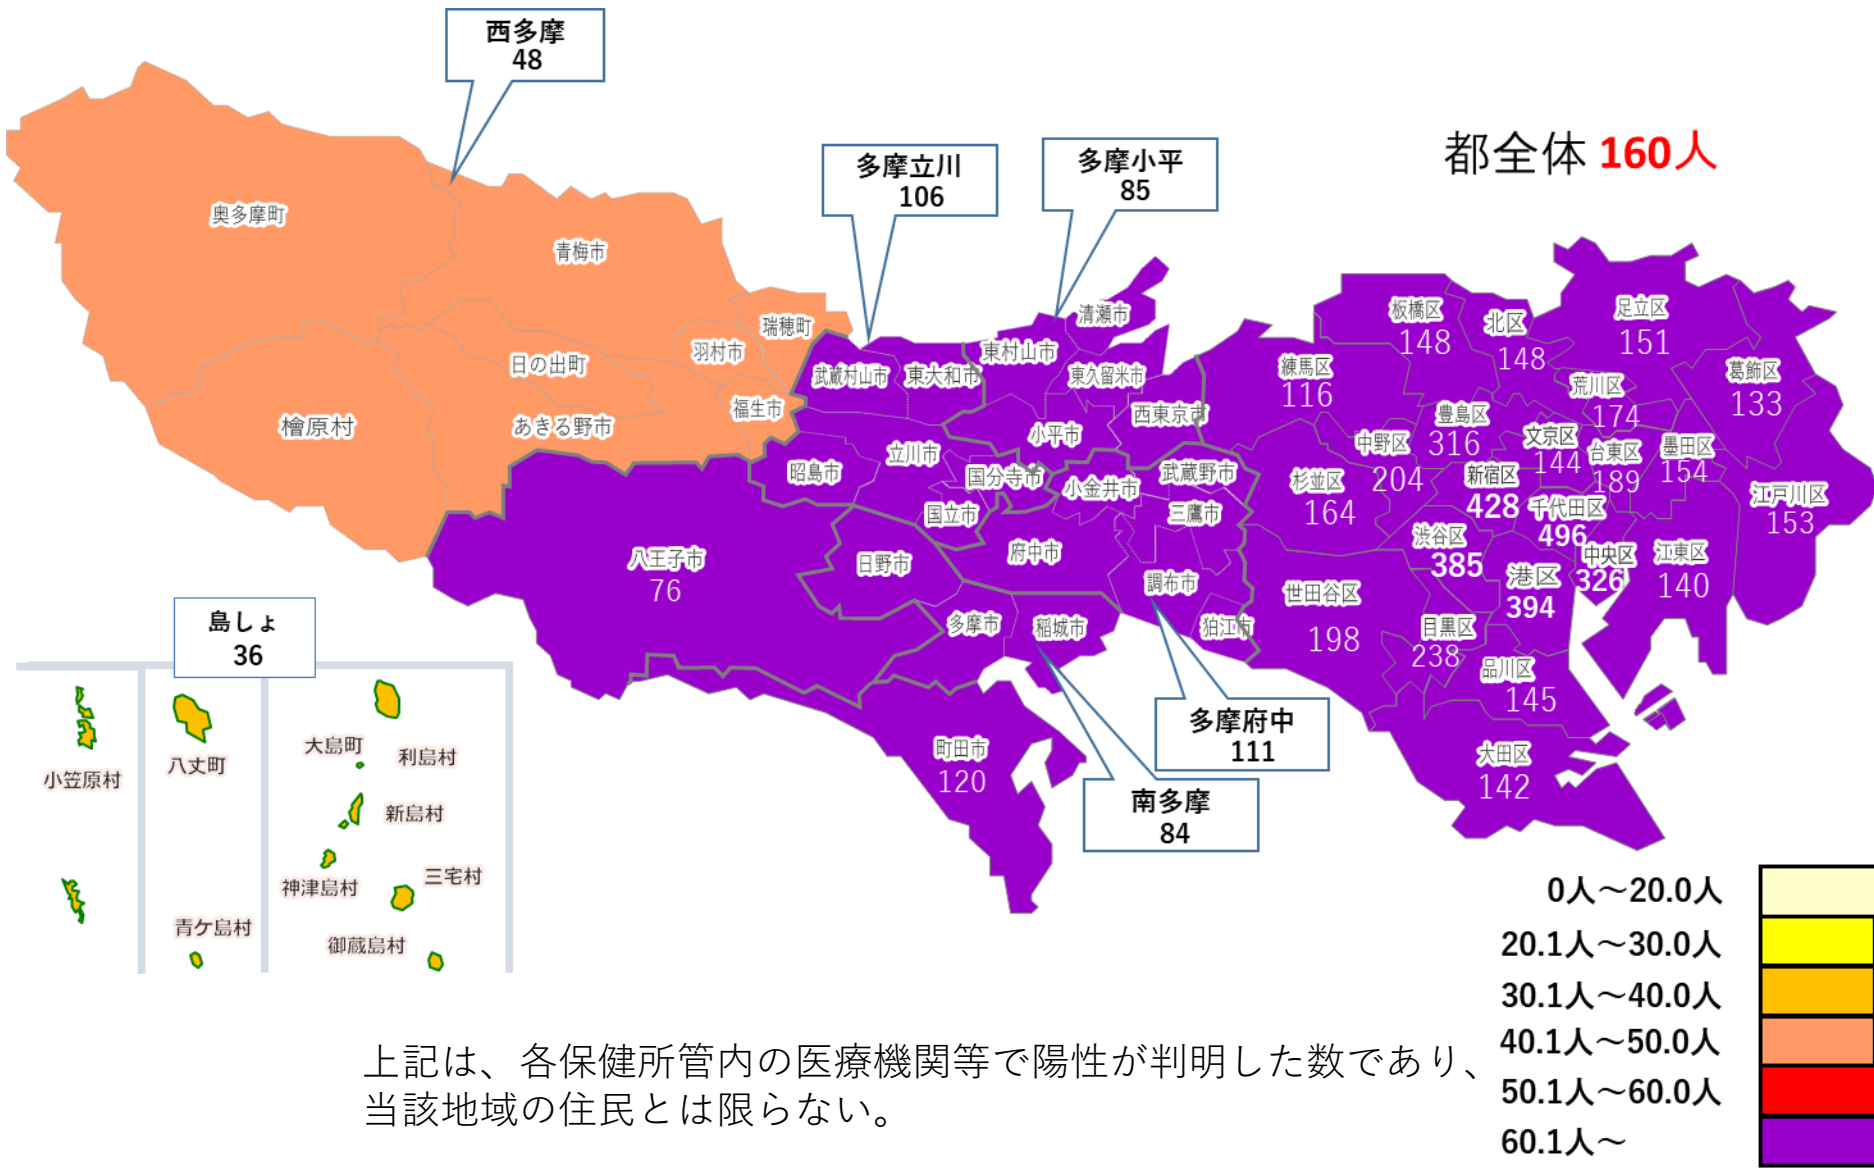 西多摩
48
多摩立川
106
多摩小平
85
都全体 160人
奥多摩町
青梅市
瑞穂町
羽村市
日の出町
福生市
あきる野市
檜原村
清瀬市
東村山市
武蔵村山市
東大和市
東久留米市
西東京市
小平市
立川市
昭島市
国分寺市
小金井市
武蔵野市
国立市
三鷹市
府中市
日野市
八王子市
76
調布市
多摩市
稲城市
狛江市
町田市
120
板橋区
148
北区
148
足立区
151
練馬区
116
荒川区
174
葛飾区
133
豊島区
316
中野区
204
文京区
144
台東区
189
墨田区
154
杉並区
164
新宿区
428
千代田区
496
江戸川区
153
渋谷区
385
中央区
326
江東区
140
港区
394
世田谷区
198
目黒区
238
品川区
145
大田区
142
多摩府中
111
南多摩
84
島しょ
36
小笠原村
八丈町
青ケ島村
大島町
利島村
新島村
神津島村
三宅村
御蔵島村
0人～20.0人
20.1人～30.0人
30.1人～40.0人
40.1人～50.0人
50.1人～60.0人
60.1人～
上記は、各保健所管内の医療機関等で陽性が判明した数であり、
当該地域の住民とは限らない。